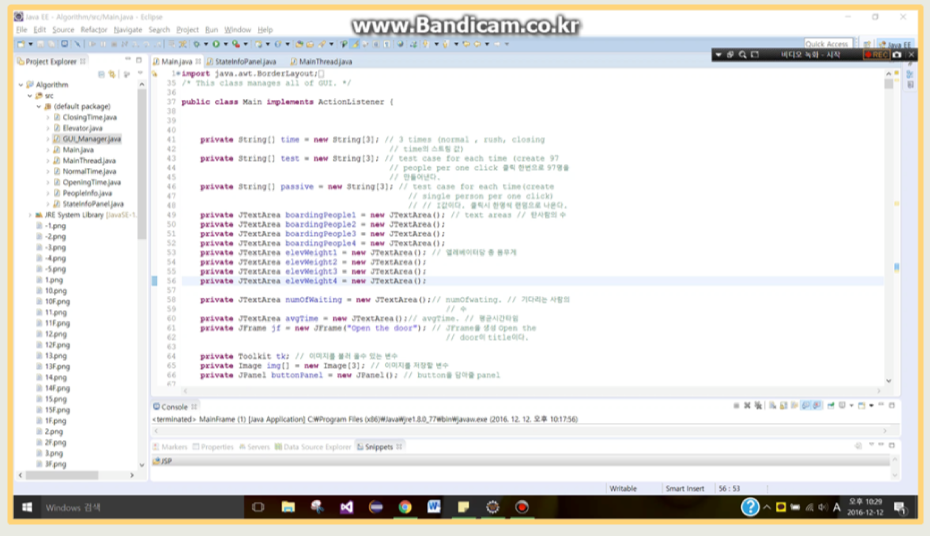 www.Bandicam.co.kr
Java EE - Algorithm/src/Main.java - Eclipse
File Edit Source Refactor Navigate Search Project Run Window Help
Quick Access
Java EE
비디오 녹화 - 시작
REC
Project Explorer
Algorithm
src
(default package)
ClosingTime.java
Elevator.java
GUI_Manager.java
Main.java
MainThread.java
NormalTime.java
OpeningTime.java
PeopleInfo.java
StateInfoPanel.java
JRE System Library [JavaSE-1.
-1.png
-2.png
-3.png
-4.png
-5.png
1.png
10.png
10F.png
11.png
11F.png
12.png
12F.png
13.png
13F.png
14.png
14F.png
15.png
15F.png
1F.png
2.png
2F.png
3.png
3F.png
Main.java StateInfoPanel.java MainThread.java
1 import java.awt.BorderLayout;
35 /* This class manages all of GUI. */
36
37 public class Main implements ActionListener {
38
39
40
41 private String[] time = new String[3]; // 3 times (normal , rush, closing
42 // time의 스트링 값)
43 private String[] test = new String[3]; // test case for each time (create 97
44 // people per one click 클릭 한번으로 97명을
45 // 만들어낸다.
46 private String[] passive = new String[3]; // test case for each time(create
47 // single person per one click)
48 // // 1값이다. 클릭시 한명씩 랜덤으로 나온다.
49 private JTextArea boardingPeople1 = new JTextArea(); // text areas // 탄사람의 수
50 private JTextArea boardingPeople2 = new JTextArea();
51 private JTextArea boardingPeople3 = new JTextArea();
52 private JTextArea boardingPeople4 = new JTextArea();
53 private JTextArea elevWeight1 = new JTextArea(); // 엘레베이터당 총 몸무게
54 private JTextArea elevWeight2 = new JTextArea();
55 private JTextArea elevWeight3 = new JTextArea();
56 private JTextArea elevWeight4 = new JTextArea();
57
58 private JTextArea numOfWaiting = new JTextArea();// numOfwating. // 기다리는 사람의
59 // 수
60 private JTextArea avgTime = new JTextArea();// avgTime. // 평균시간타임
61 private JFrame jf = new JFrame("Open the door"); // JFrame을 생성 Open the
62 // door이 title이다.
63
64 private Toolkit tk; // 이미지를 불러 올수 있는 변수
65 private Image img[] = new Image[3]; // 이미지를 저장할 변수
66 private JPanel buttonPanel = new JPanel(); // button을 담아줄 panel
67
Console
<terminated> MainFrame (1) [Java Application] C:₩Program Files (x86)₩Java₩jre1.8.0_77₩bin₩javaw.exe (2016. 12. 12. 오후 10:17:56)
Markers Properties Servers Data Source Explorer Snippets
JSP
Writable Smart Insert 56 : 53
Windows 검색
A
오후 10:29
2016-12-12